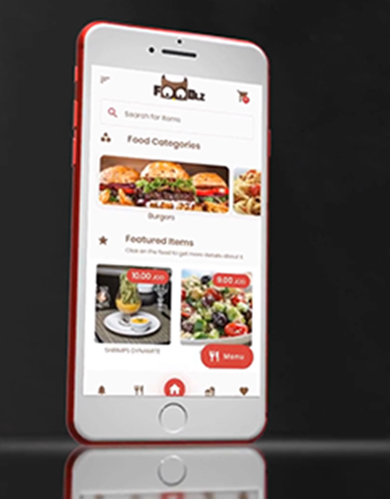 FOODLZ
Search for items
Food Categories
Burgers
Featured Items
Click on the food to get more details about it
10.00 JOD
9.00 JOD
SHRIMPS DYNAMITE
Menu